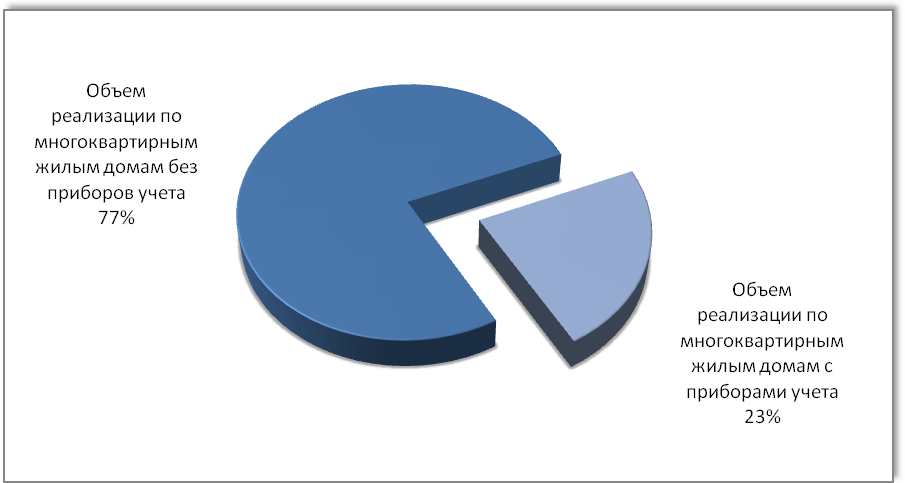 Объем
реализации по
многоквартирным
жилым домам без
приборов учета
77%
Объем
реализации по
многоквартирным
жилым домам с
приборами учета
23%